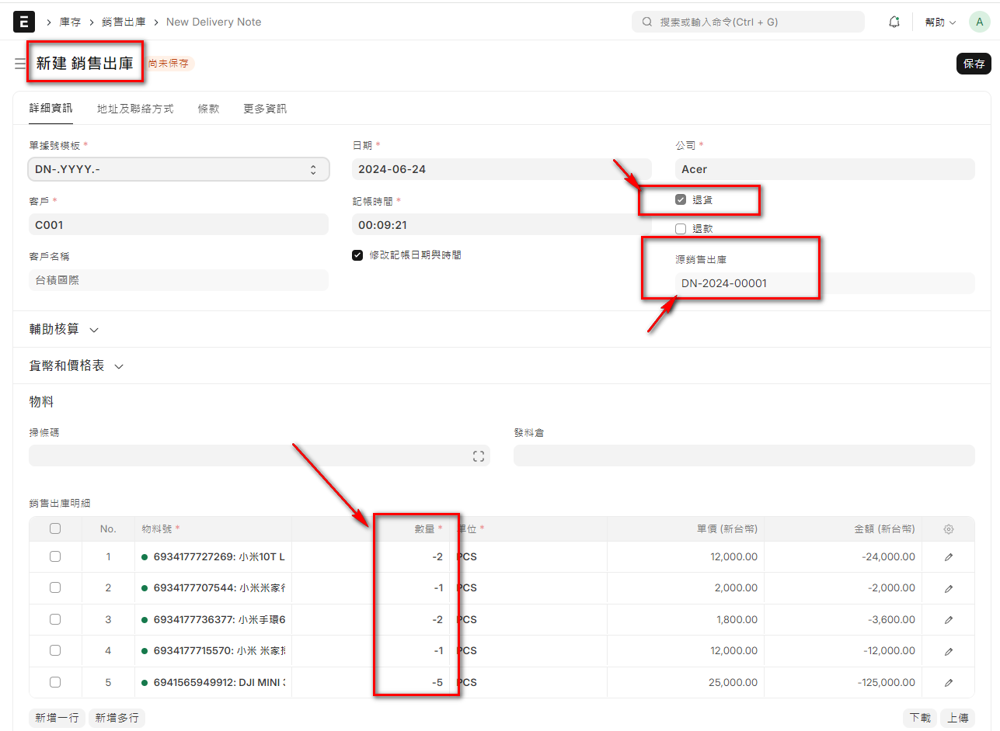 E
庫存 銷售出庫 New Delivery Note 搜索或輸入命令(Ctrl + G) 幫助 A
新建 銷售出庫 尚未保存 保存
詳細資訊 地址及聯絡方式 條款 更多資訊
單據號模板 * 日期 * 公司 *
DN-.YYYY.- 2024-06-24 Acer
退貨
客戶 * 記帳時間 *
C001 00:09:21
退款
客戶名稱 修改記帳日期與時間 源銷售出庫
台積國際 DN-2024-00001
輔助核算
貨幣和價格表
物料
掃條碼 發料倉
銷售出庫明細
No. 物料號 * 數量 * 單位 * 單價 (新台幣) 金額 (新台幣)
1 6934177727269: 小米10T L -2 PCS 12,000.00 -24,000.00
2 6934177707544: 小米米家行 -1 PCS 2,000.00 -2,000.00
3 6934177736377: 小米手環6 -2 PCS 1,800.00 -3,600.00
4 6934177715570: 小米 米家 -1 PCS 12,000.00 -12,000.00
5 6941565949912: DJI MINI -5 PCS 25,000.00 -125,000.00
新增一行 新增多行 下載 上傳